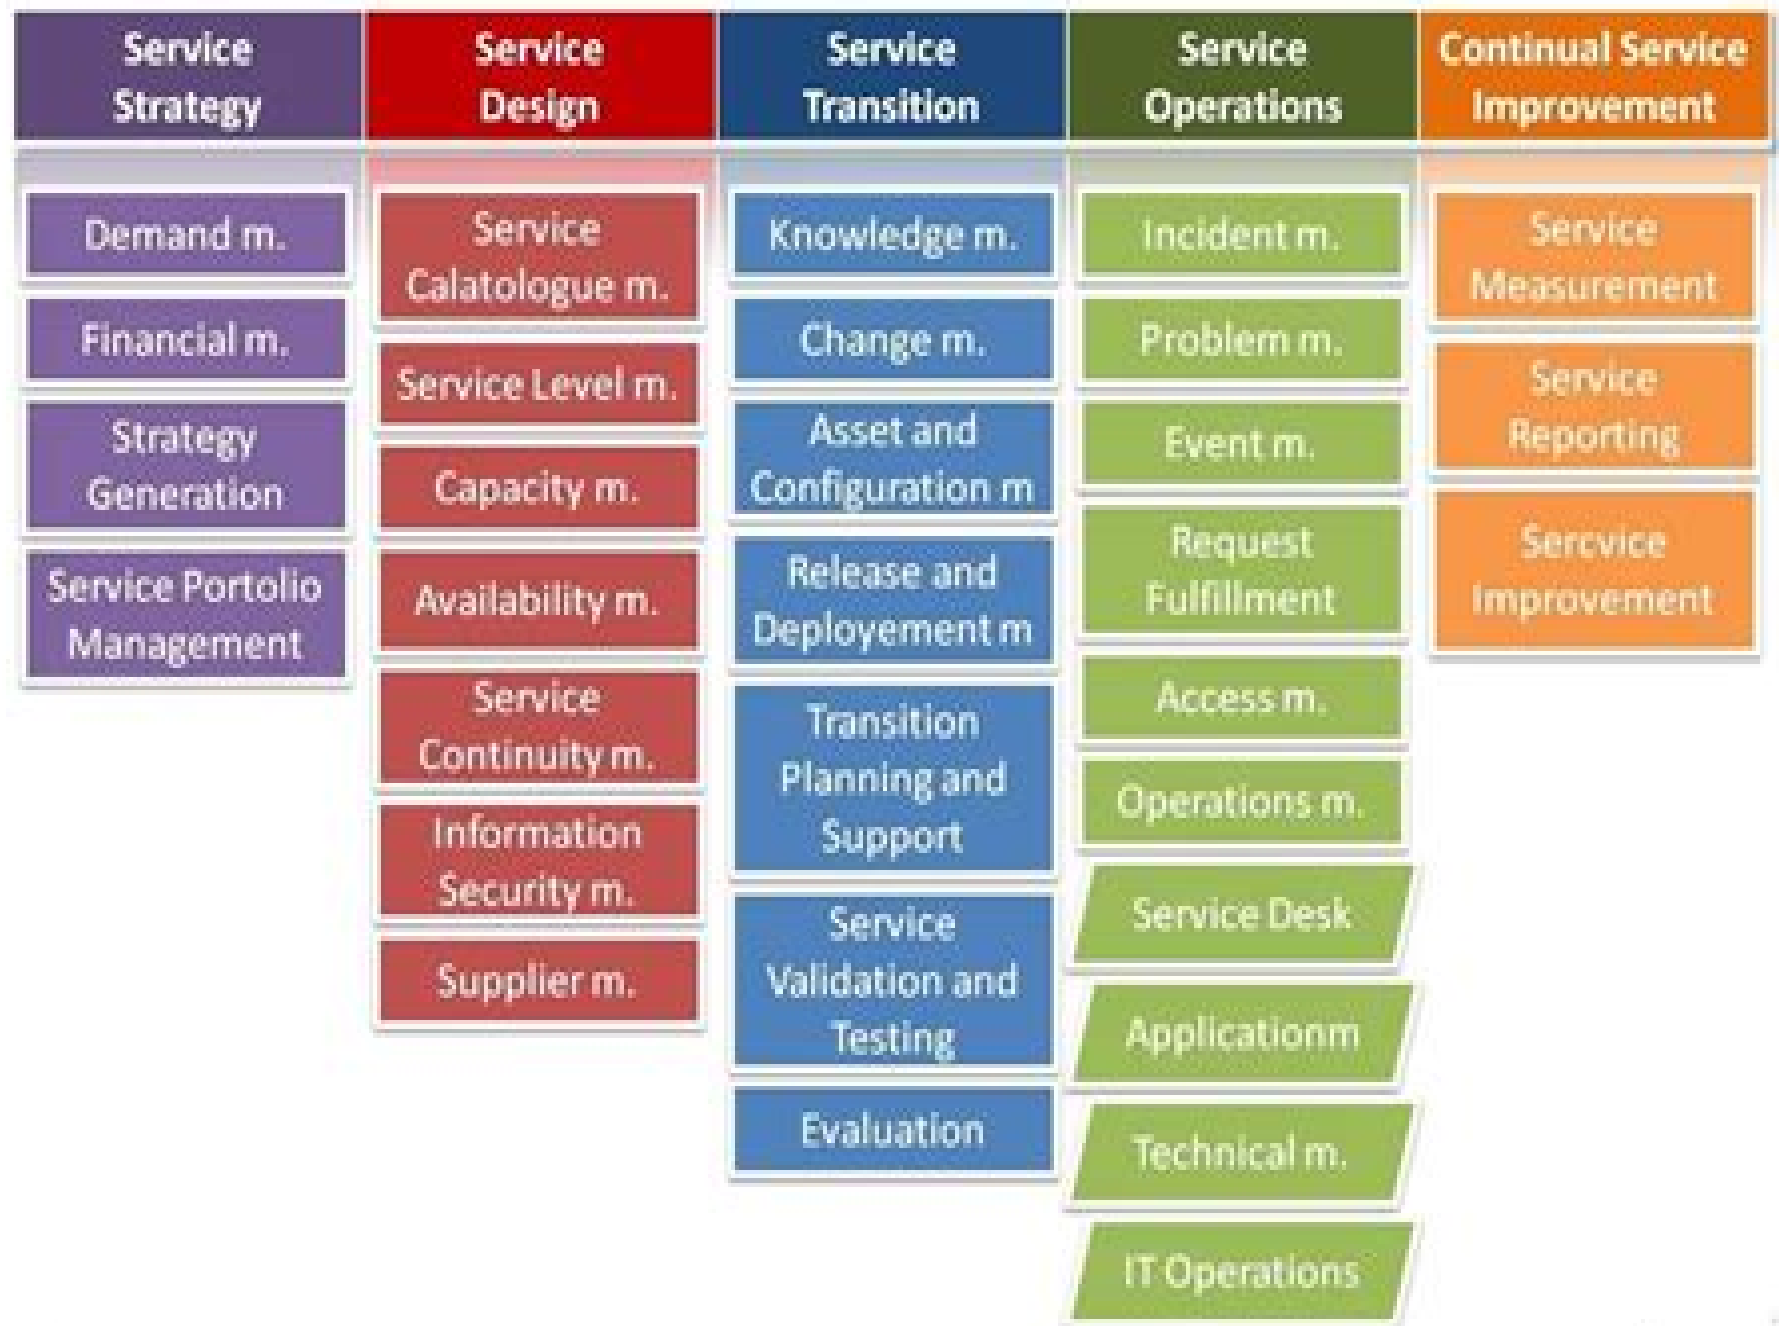 Service
Strategy
Demand m.
Financial m.
Strategy
Generation
Service Portolio
Management
Service
Design
Service
Calatologue m.
Service Level m.
Capacity m.
Availability m.
Service
Continuity m.
Information
Security m.
Supplier m.
Service
Transition
Knowledge m.
Change m.
Asset and
Configuration m
Release and
Deployement m
Transition
Planning and
Support
Service
Validation and
Testing
Evaluation
Service
Operations
Incident m.
Problem m.
Event m.
Request
Fulfillment
Access m.
Operations m.
Service Desk
Applicationm
Technical m.
IT Operations
Continual Service
Improvement
Service
Measurement
Service
Reporting
Sercvice
Improvement